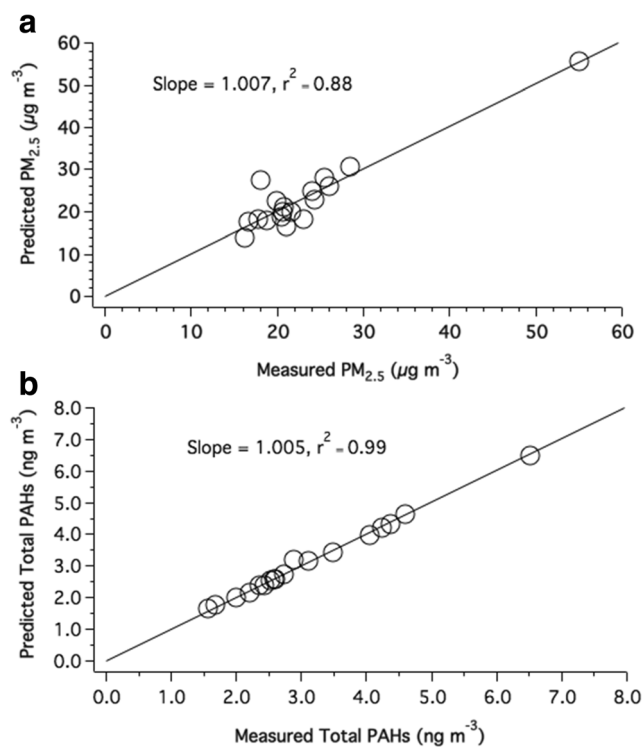 a
60
50
40
30
20
10
0
Slope = 1.007, r² = 0.88
Predicted PM₂.₅ (µg m⁻³)
0 10 20 30 40 50 60
Measured PM₂.₅ (µg m⁻³)
b
8.0
7.0
6.0
5.0
4.0
3.0
2.0
1.0
0.0
Slope = 1.005, r² = 0.99
Predicted Total PAHs (ng m⁻³)
0.0 1.0 2.0 3.0 4.0 5.0 6.0 7.0 8.0
Measured Total PAHs (ng m⁻³)